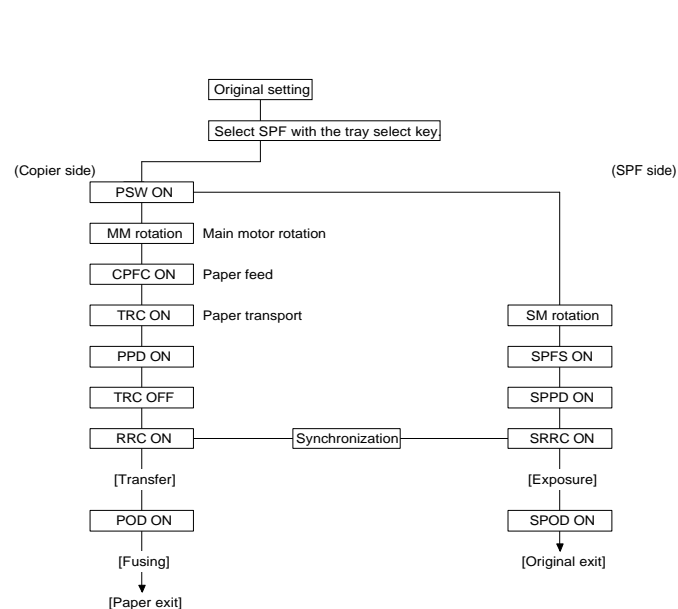 Original setting
Select SPF with the tray select key.
(Copier side)
(SPF side)
PSW ON
MM rotation Main motor rotation
CPFC ON Paper feed
TRC ON Paper transport
SM rotation
PPD ON
SPFS ON
TRC OFF
SPPD ON
RRC ON
Synchronization
SRRC ON
[Transfer]
[Exposure]
POD ON
SPOD ON
[Fusing]
[Original exit]
[Paper exit]